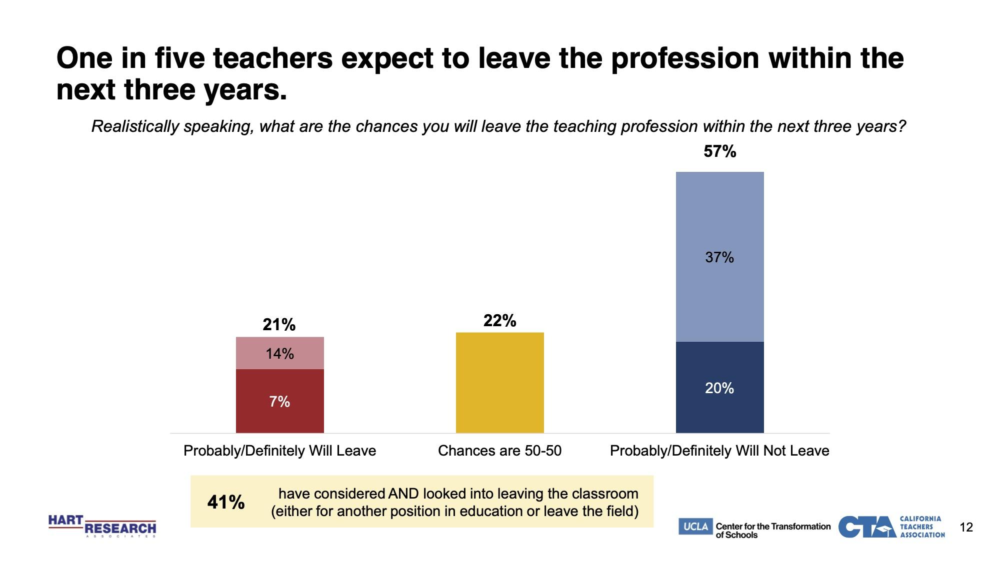 One in five teachers expect to leave the profession within the
next three years.
Realistically speaking, what are the chances you will leave the teaching profession within the next three years?
57%
37%
21%
22%
14%
20%
7%
Probably/Definitely Will Leave
Chances are 50-50
Probably/Definitely Will Not Leave
41%
have considered AND looked into leaving the classroom
(either for another position in education or leave the field)
HART
RESEARCH
ASSOCIATES
UCLA
Center for the Transformation
of Schools
CTA
CALIFORNIA
TEACHERS
ASSOCIATION
12